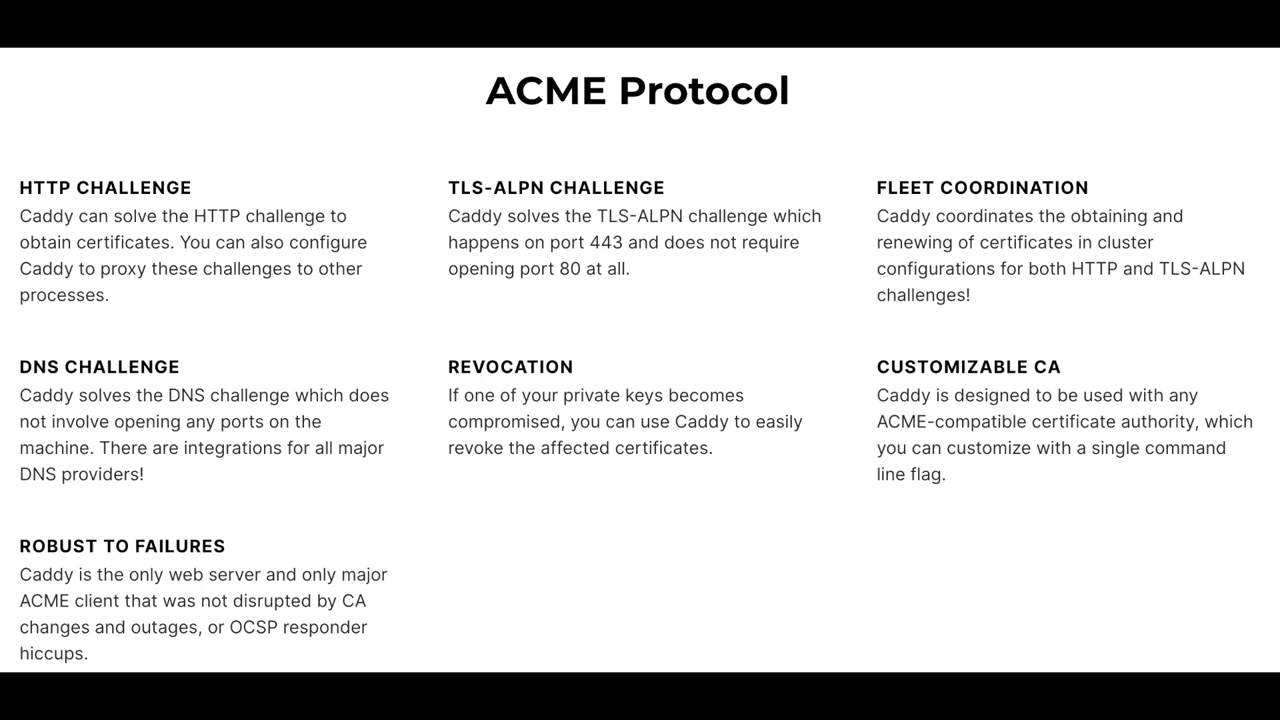 ACME Protocol
HTTP CHALLENGE
Caddy can solve the HTTP challenge to
obtain certificates. You can also configure
Caddy to proxy these challenges to other
processes.
TLS-ALPN CHALLENGE
Caddy solves the TLS-ALPN challenge which
happens on port 443 and does not require
opening port 80 at all.
FLEET COORDINATION
Caddy coordinates the obtaining and
renewing of certificates in cluster
configurations for both HTTP and TLS-ALPN
challenges!
DNS CHALLENGE
Caddy solves the DNS challenge which does
not involve opening any ports on the
machine. There are integrations for all major
DNS providers!
REVOCATION
If one of your private keys becomes
compromised, you can use Caddy to easily
revoke the affected certificates.
CUSTOMIZABLE CA
Caddy is designed to be used with any
ACME-compatible certificate authority, which
you can customize with a single command
line flag.
ROBUST TO FAILURES
Caddy is the only web server and only major
ACME client that was not disrupted by CA
changes and outages, or OCSP responder
hiccups.